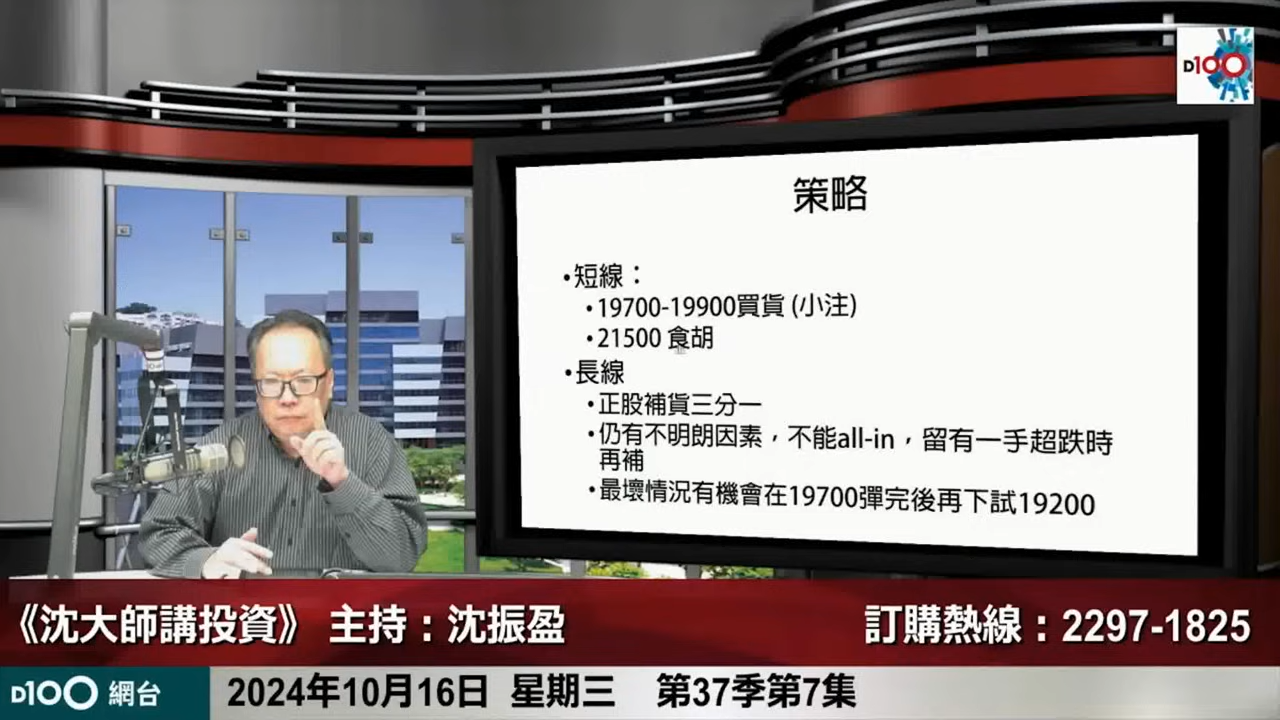 D100
策略
•短線：
•19700-19900買貨 (小注)
•21500 食胡
•長線
•正股補貨三分一
•仍有不明朗因素，不能all-in，留有一手超跌時
再補
•最壞情況有機會在19700彈完後再下試19200
《沈大師講投資》 主持：沈振盈
訂購熱線：2297-1825
D100 網台
2024年10月16日 星期三 第37季第7集